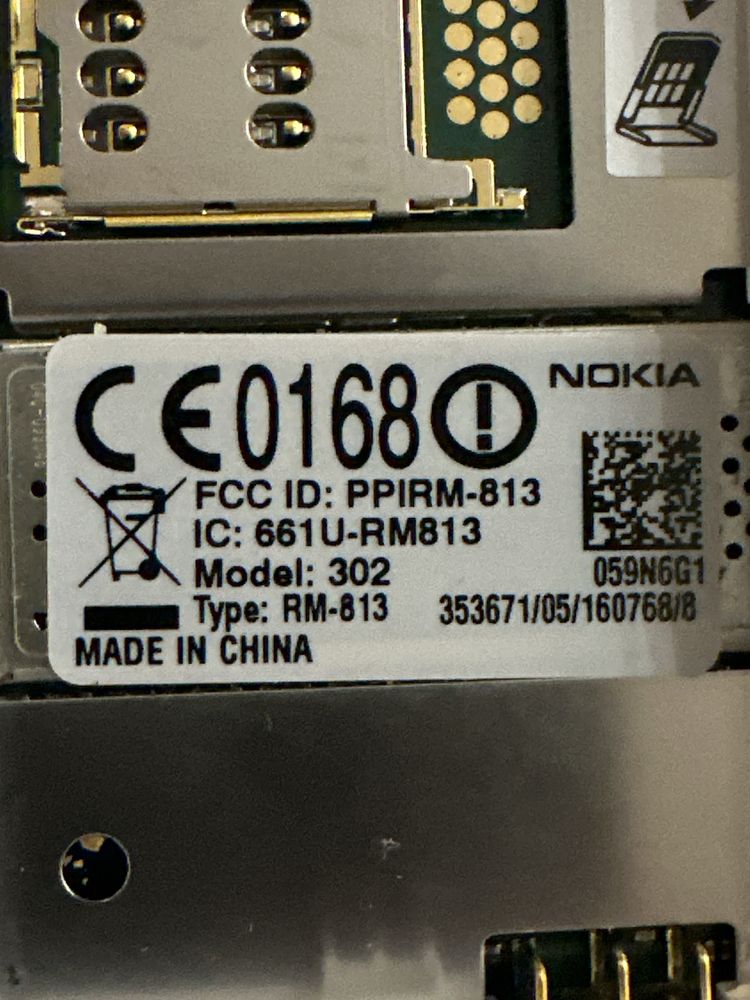 CE0168
NOKIA
FCC ID: PPIRM-813
IC: 661U-RM813
Model: 302
059N6G1
Type: RM-813
353671/05/160768/8
MADE IN CHINA